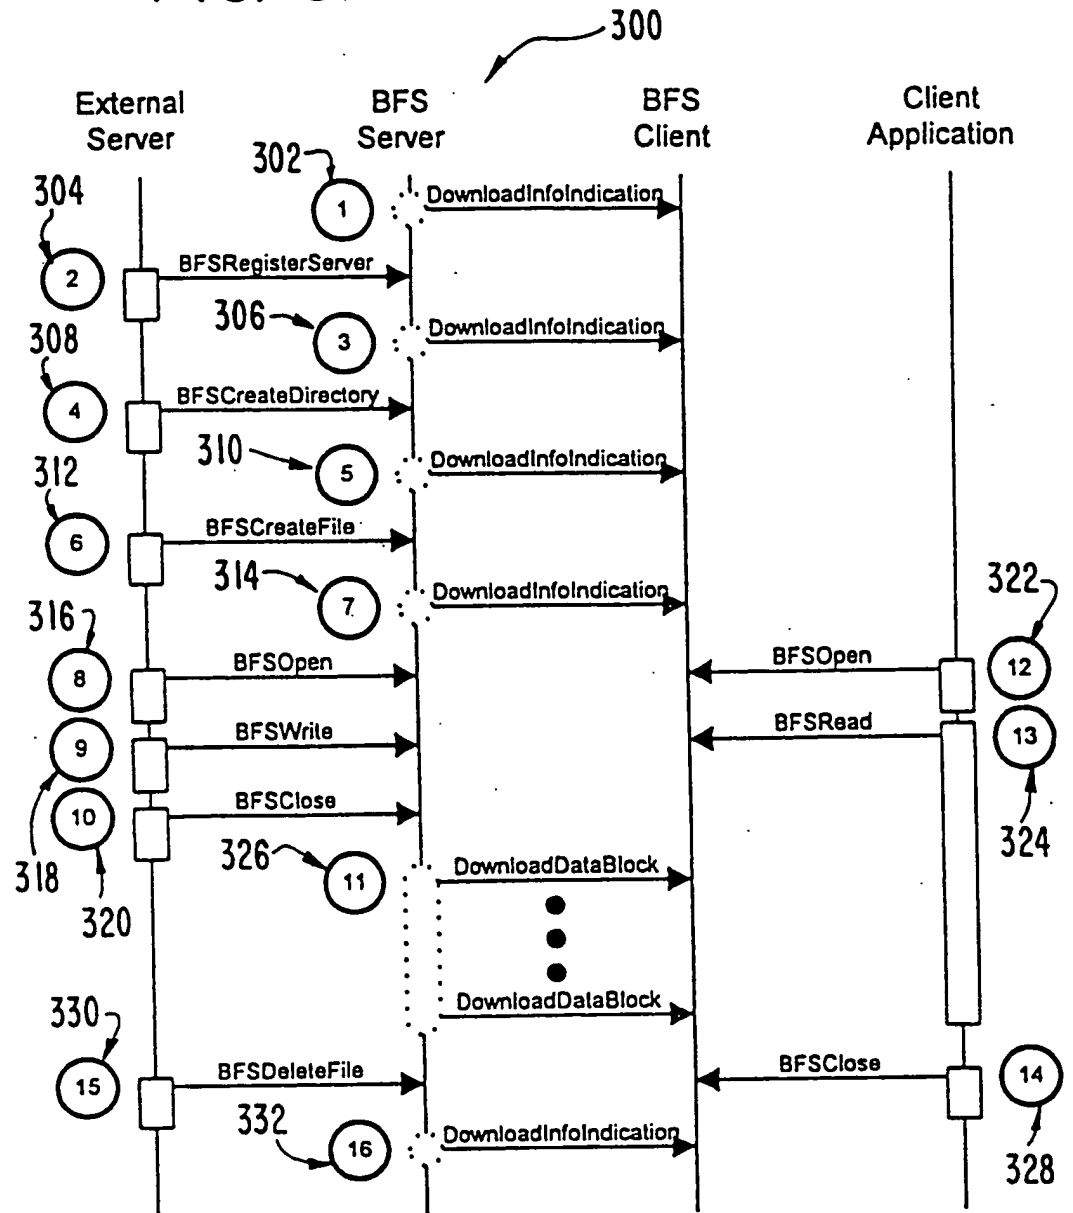 300
External Server
BFS Server
BFS Client
Client Application
302
1
DownloadInfoIndication
304
2
BFSRegisterServer
306
3
DownloadInfoIndication
308
4
BFSCreateDirectory
310
5
DownloadInfoIndication
312
6
BFSCreateFile
314
7
DownloadInfoIndication
316
8
BFSOpen
BFSOpen
322
12
9
BFSWrite
BFSRead
13
318
324
10
BFSClose
320
326
11
DownloadDataBlock
DownloadDataBlock
330
15
BFSDeleteFile
BFSClose
14
328
332
16
DownloadInfoIndication